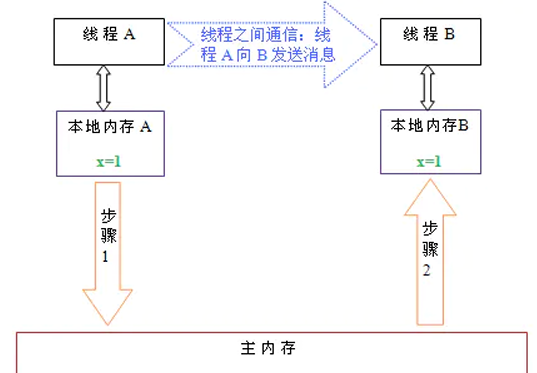 线程 A
线程之间通信：线
程 A 向 B 发送消息
线程 B
本地内存 A
x=1
本地内存B
x=1
步
骤
1
步
骤
2
主内存